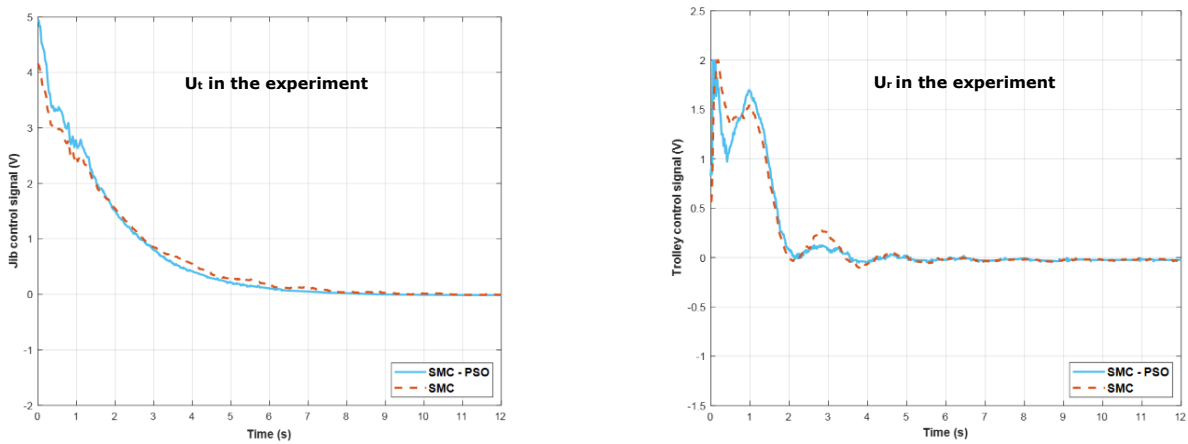 Ut in the experiment
Jib control signal (V)
5
4
3
2
1
0
-1
-2
0 1 2 3 4 5 6 7 8 9 10 11 12
Time (s)
SMC - PSO
SMC
Ur in the experiment
Trolley control signal (V)
2.5
2
1.5
1
0.5
0
-0.5
-1
-1.5
0 1 2 3 4 5 6 7 8 9 10 11 12
Time (s)
SMC - PSO
SMC